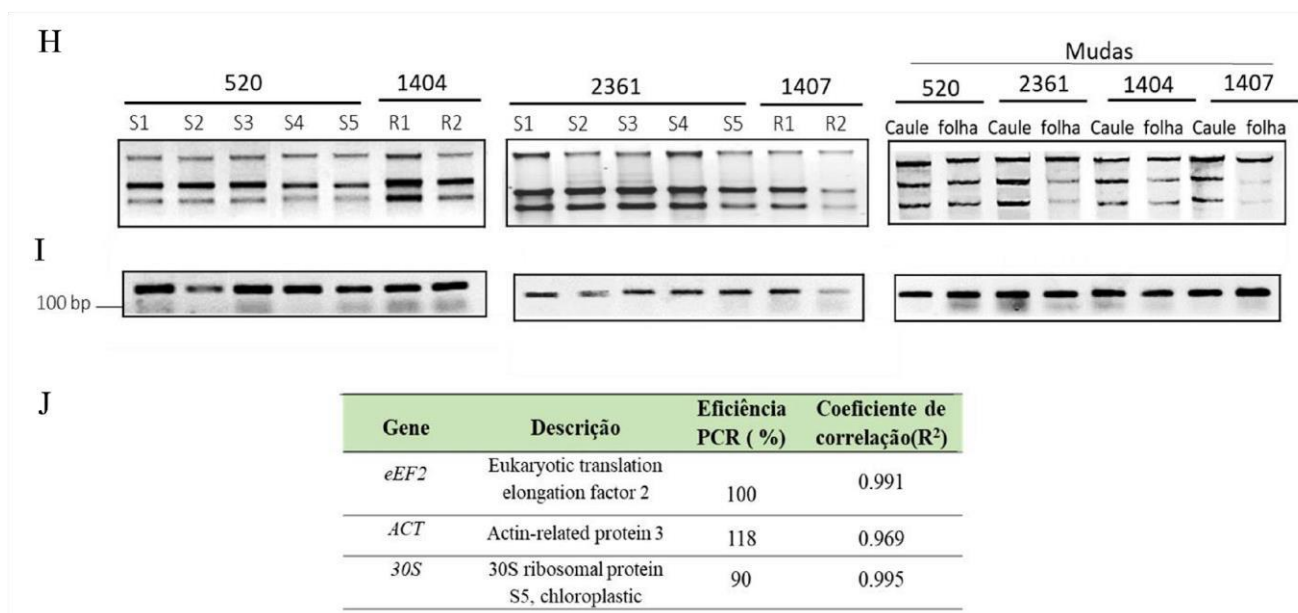 H
Mudas
520 1404 2361 1407 520 2361 1404 1407
S1 S2 S3 S4 S5 R1 R2 S1 S2 S3 S4 S5 R1 R2 Caule folha Caule folha Caule folha Caule folha
I
100 bp
J
Gene Descrição Eficiência PCR ( %) Coeficiente de correlação(R²)
eEF2 Eukaryotic translation elongation factor 2 100 0.991
ACT Actin-related protein 3 118 0.969
30S 30S ribosomal protein S5, chloroplastic 90 0.995